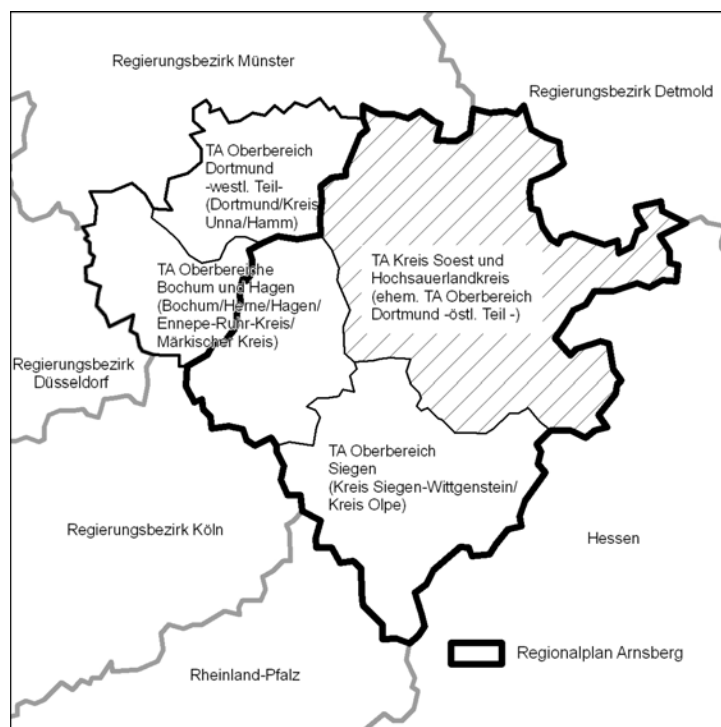 Regierungsbezirk Münster
Regierungsbezirk Detmold
TA Oberbereich
Dortmund
-westl. Teil-
(Dortmund/Kreis
Unna/Hamm)
TA Oberbereiche
Bochum und Hagen
(Bochum/Herne/Hagen/
Ennepe-Ruhr-Kreis/
Märkischer Kreis)
TA Kreis Soest und
Hochsauerlandkreis
(ehem. TA Oberbereich
Dortmund -östl. Teil -)
Regierungsbezirk
Düsseldorf
TA Oberbereich
Siegen
(Kreis Siegen-Wittgenstein/
Kreis Olpe)
Regierungsbezirk Köln
Hessen
Rheinland-Pfalz
Regionalplan Arnsberg